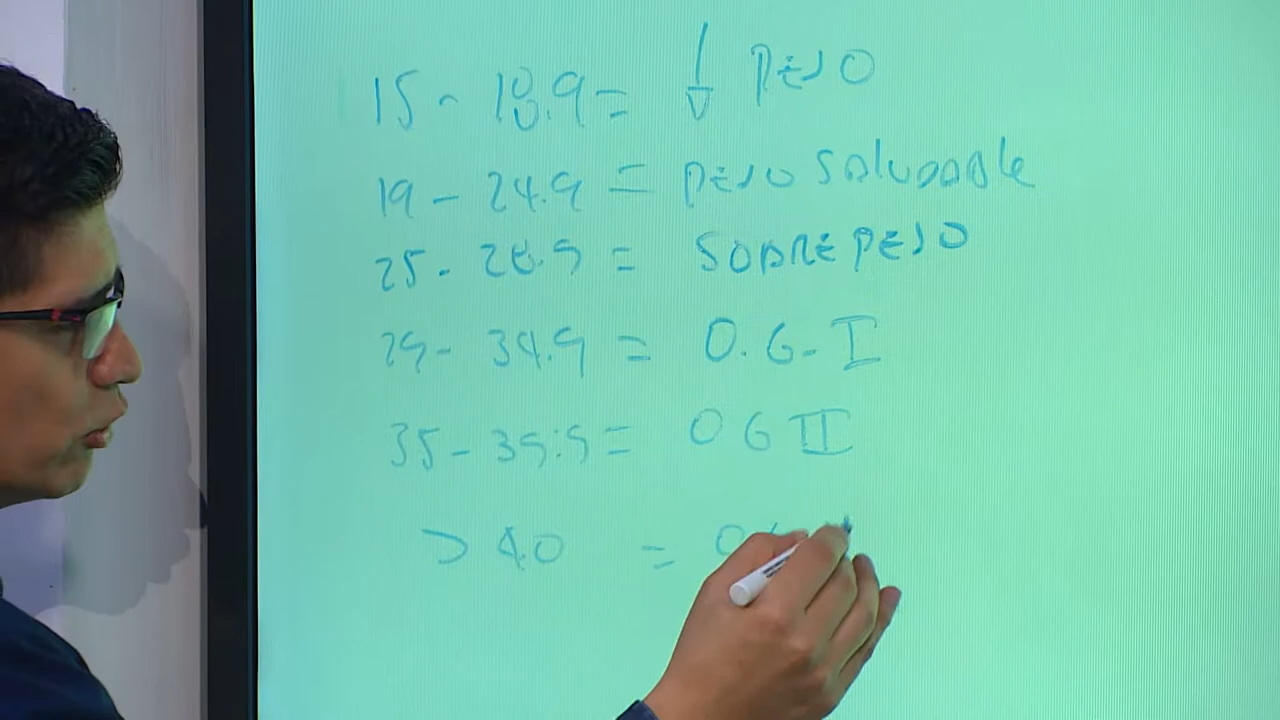 15 - 18.9 = ↓ PESO
19 - 24.9 = PESO SALUDABLE
25 - 28.9 = SOBREPESO
29 - 34.9 = O.G - I
35 - 39.9 = O G II
> 40 = O